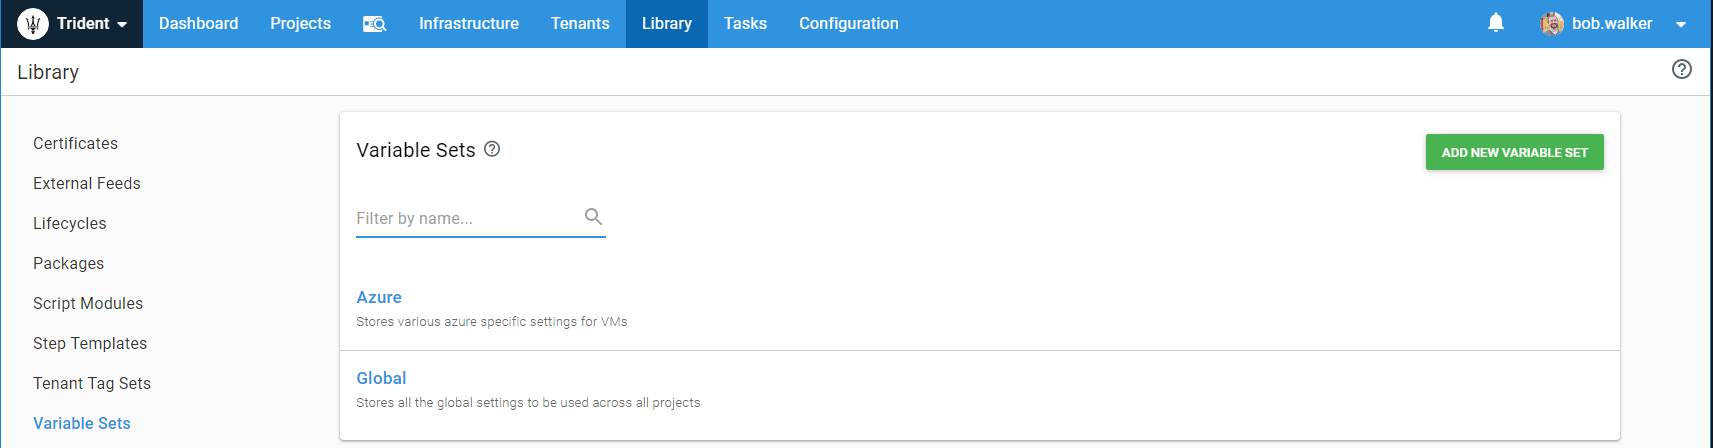 Trident Dashboard Projects Infrastructure Tenants Library Tasks Configuration bob.walker
Library
Certificates
External Feeds
Lifecycles
Packages
Script Modules
Step Templates
Tenant Tag Sets
Variable Sets
Variable Sets
ADD NEW VARIABLE SET
Filter by name...
Azure
Stores various azure specific settings for VMs
Global
Stores all the global settings to be used across all projects